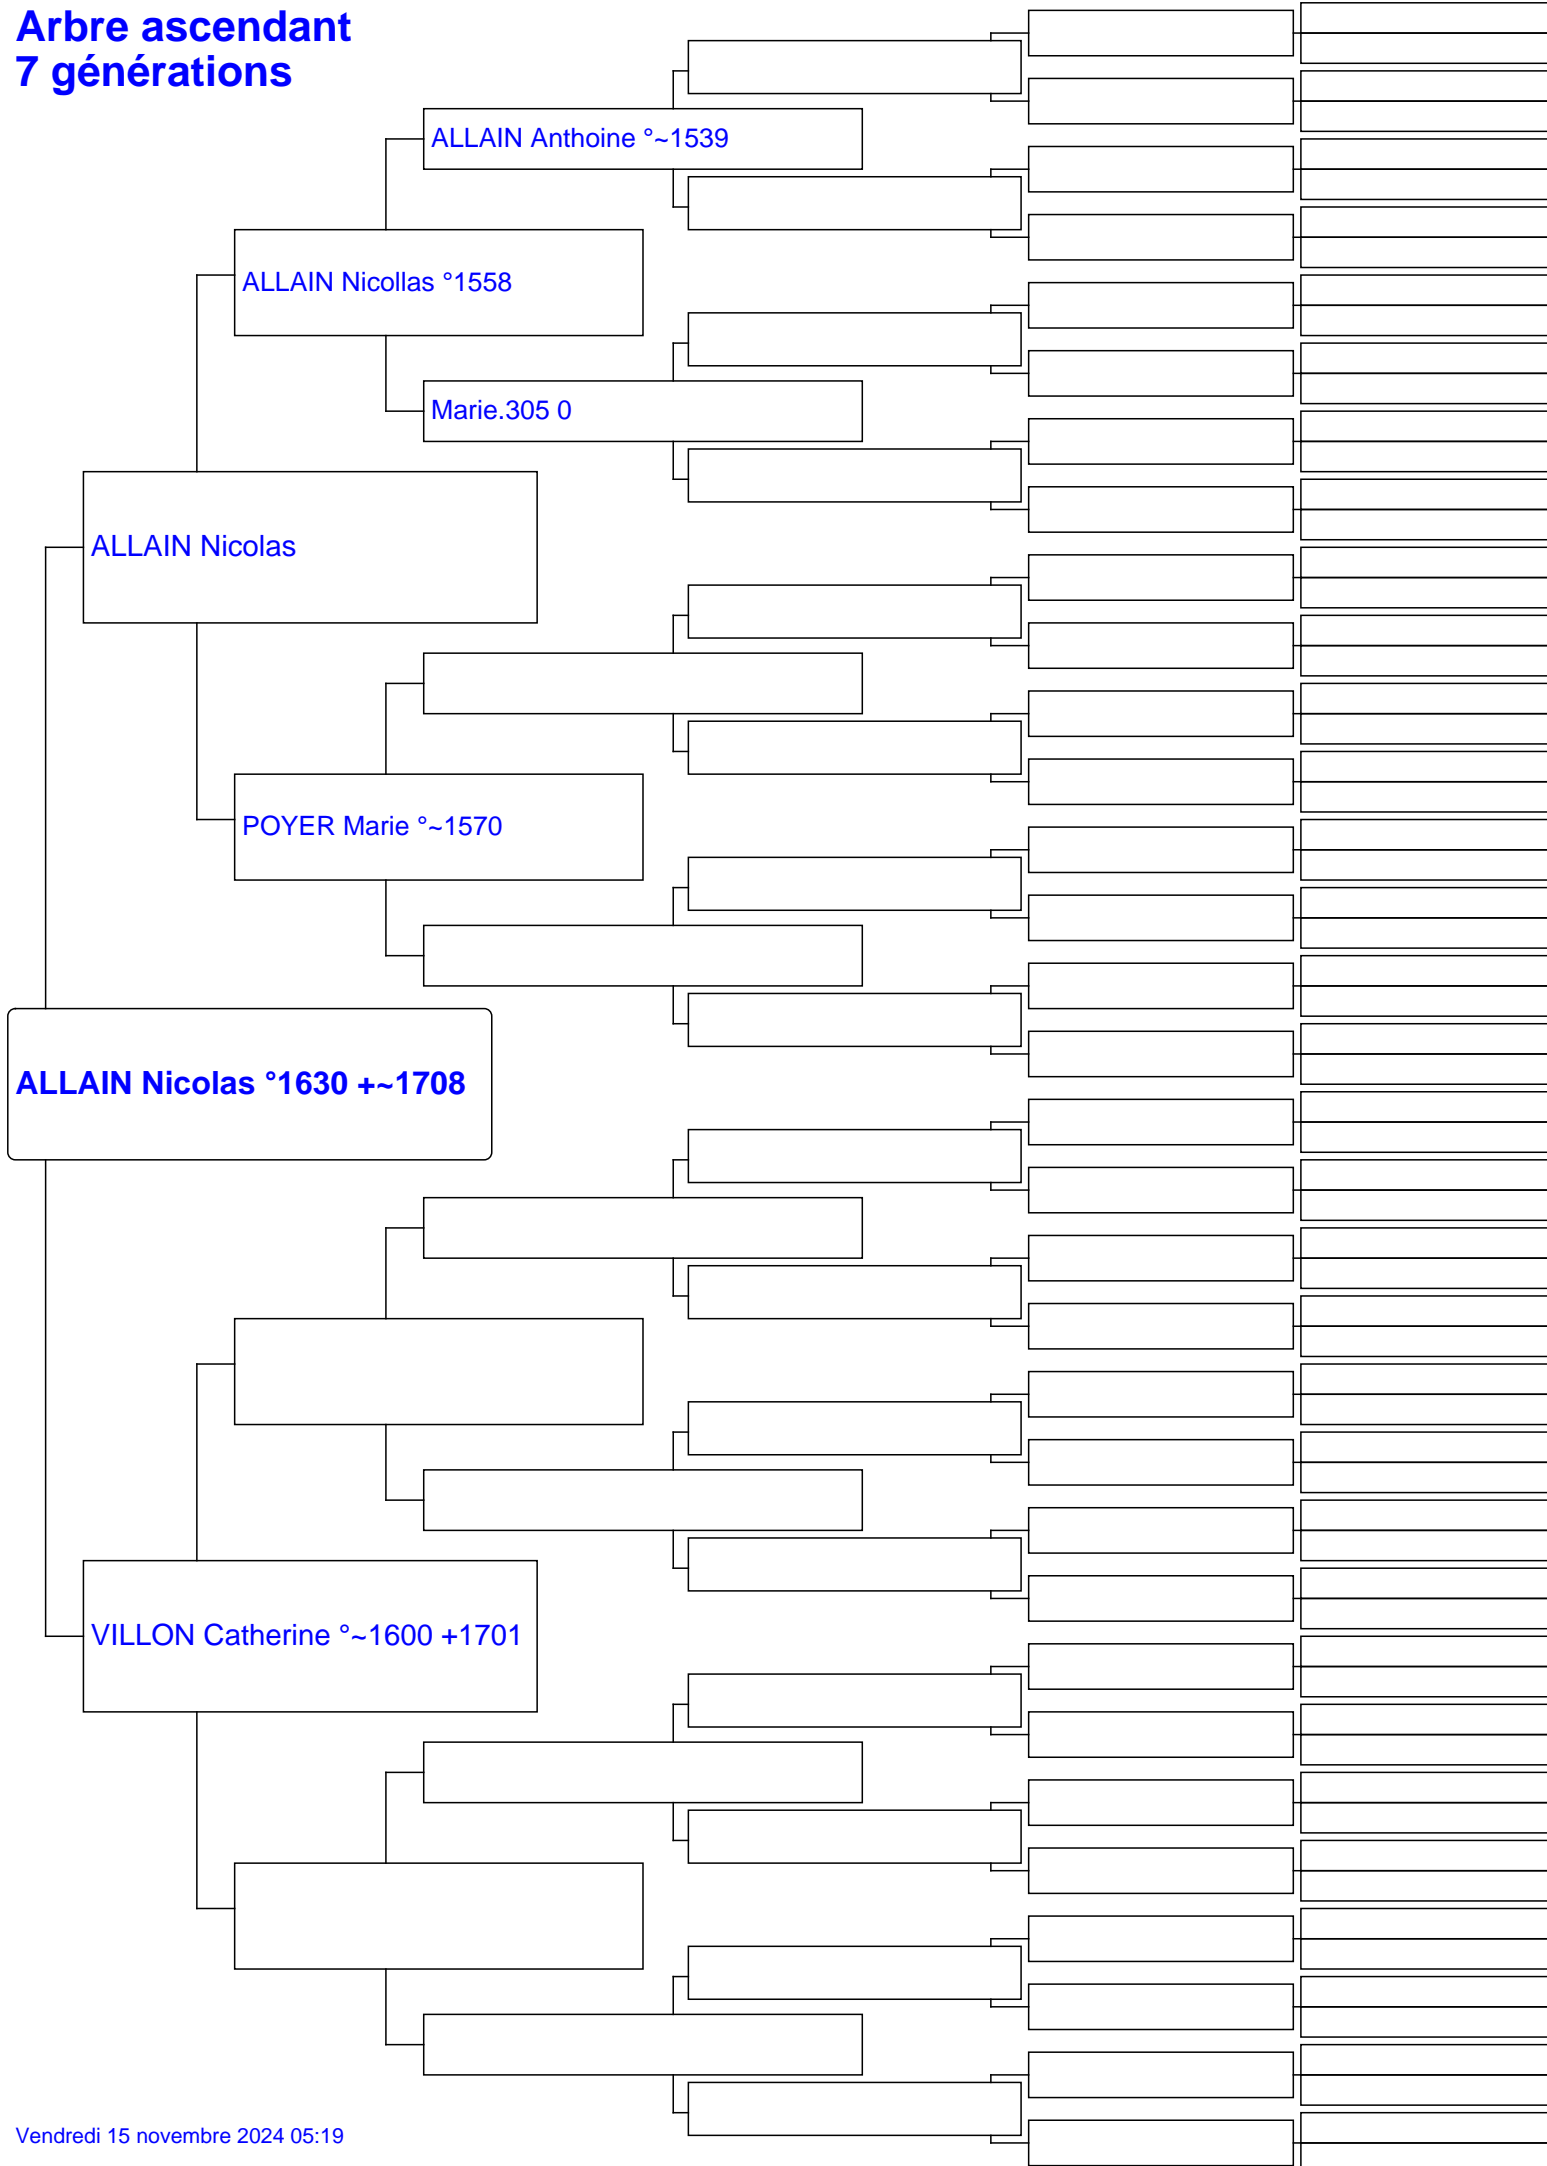 Arbre ascendant
7 générations
ALLAIN Anthoine °~1539
ALLAIN Nicollas °1558
Marie.305 0
ALLAIN Nicolas
POYER Marie °~1570
ALLAIN Nicolas °1630 +~1708
VILLON Catherine °~1600 +1701
Vendredi 15 novembre 2024 05:19